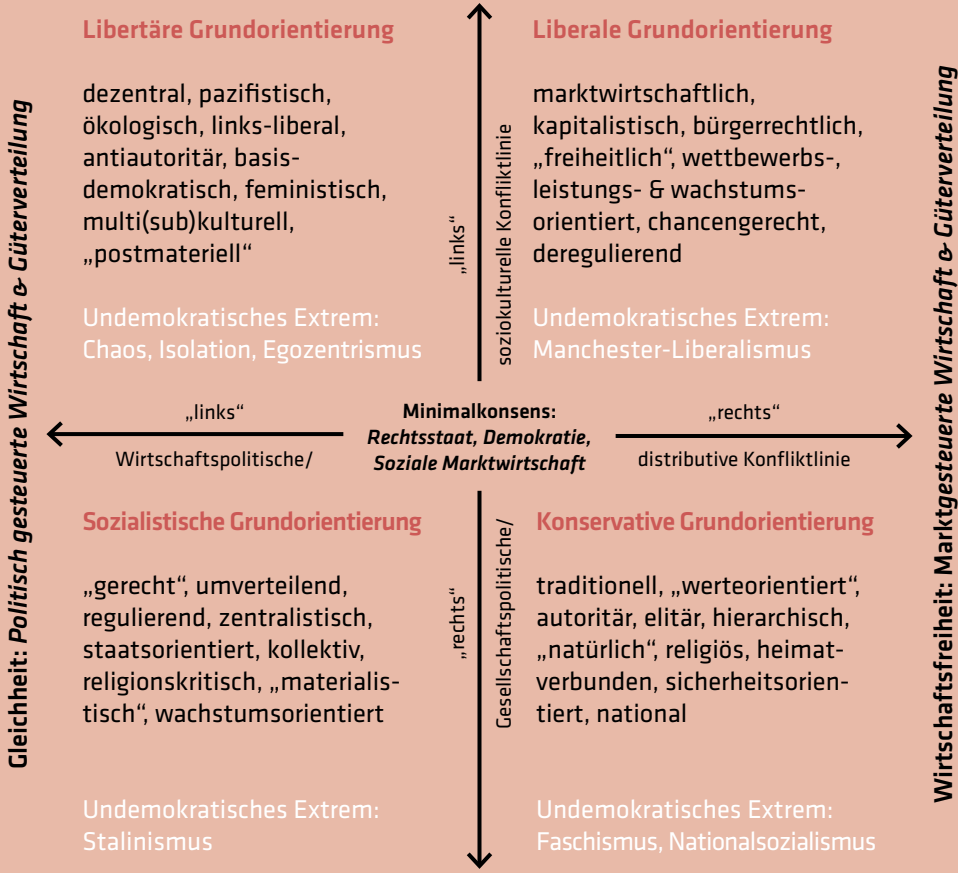 Gleichheit: Politisch gesteuerte Wirtschaft & Güterverteilung
Libertäre Grundorientierung
dezentral, pazifistisch,
ökologisch, links-liberal,
antiautoritär, basis-
demokratisch, feministisch,
multi(sub)kulturell,
„postmateriell“
Undemokratisches Extrem:
Chaos, Isolation, Egozentrismus
„links“
soziokulturelle Konfliktlinie
Liberale Grundorientierung
marktwirtschaftlich,
kapitalistisch, bürgerrechtlich,
„freiheitlich“, wettbewerbs-,
leistungs- & wachstums-
orientiert, chancengerecht,
deregulierend
Undemokratisches Extrem:
Manchester-Liberalismus
„links“
Wirtschaftspolitische/
Minimalkonsens:
Rechtsstaat, Demokratie,
Soziale Marktwirtschaft
„rechts“
distributive Konfliktlinie
Sozialistische Grundorientierung
„gerecht“, umverteilend,
regulierend, zentralistisch,
staatsorientiert, kollektiv,
religionskritisch, „materialis-
tisch“, wachstumsorientiert
Undemokratisches Extrem:
Stalinismus
„rechts“
Gesellschaftspolitische/
Konservative Grundorientierung
traditionell, „werteorientiert“,
autoritär, elitär, hierarchisch,
„natürlich“, religiös, heimat-
verbunden, sicherheitsorien-
tiert, national
Undemokratisches Extrem:
Faschismus, Nationalsozialismus
Wirtschaftsfreiheit: Marktgesteuerte Wirtschaft & Güterverteilung